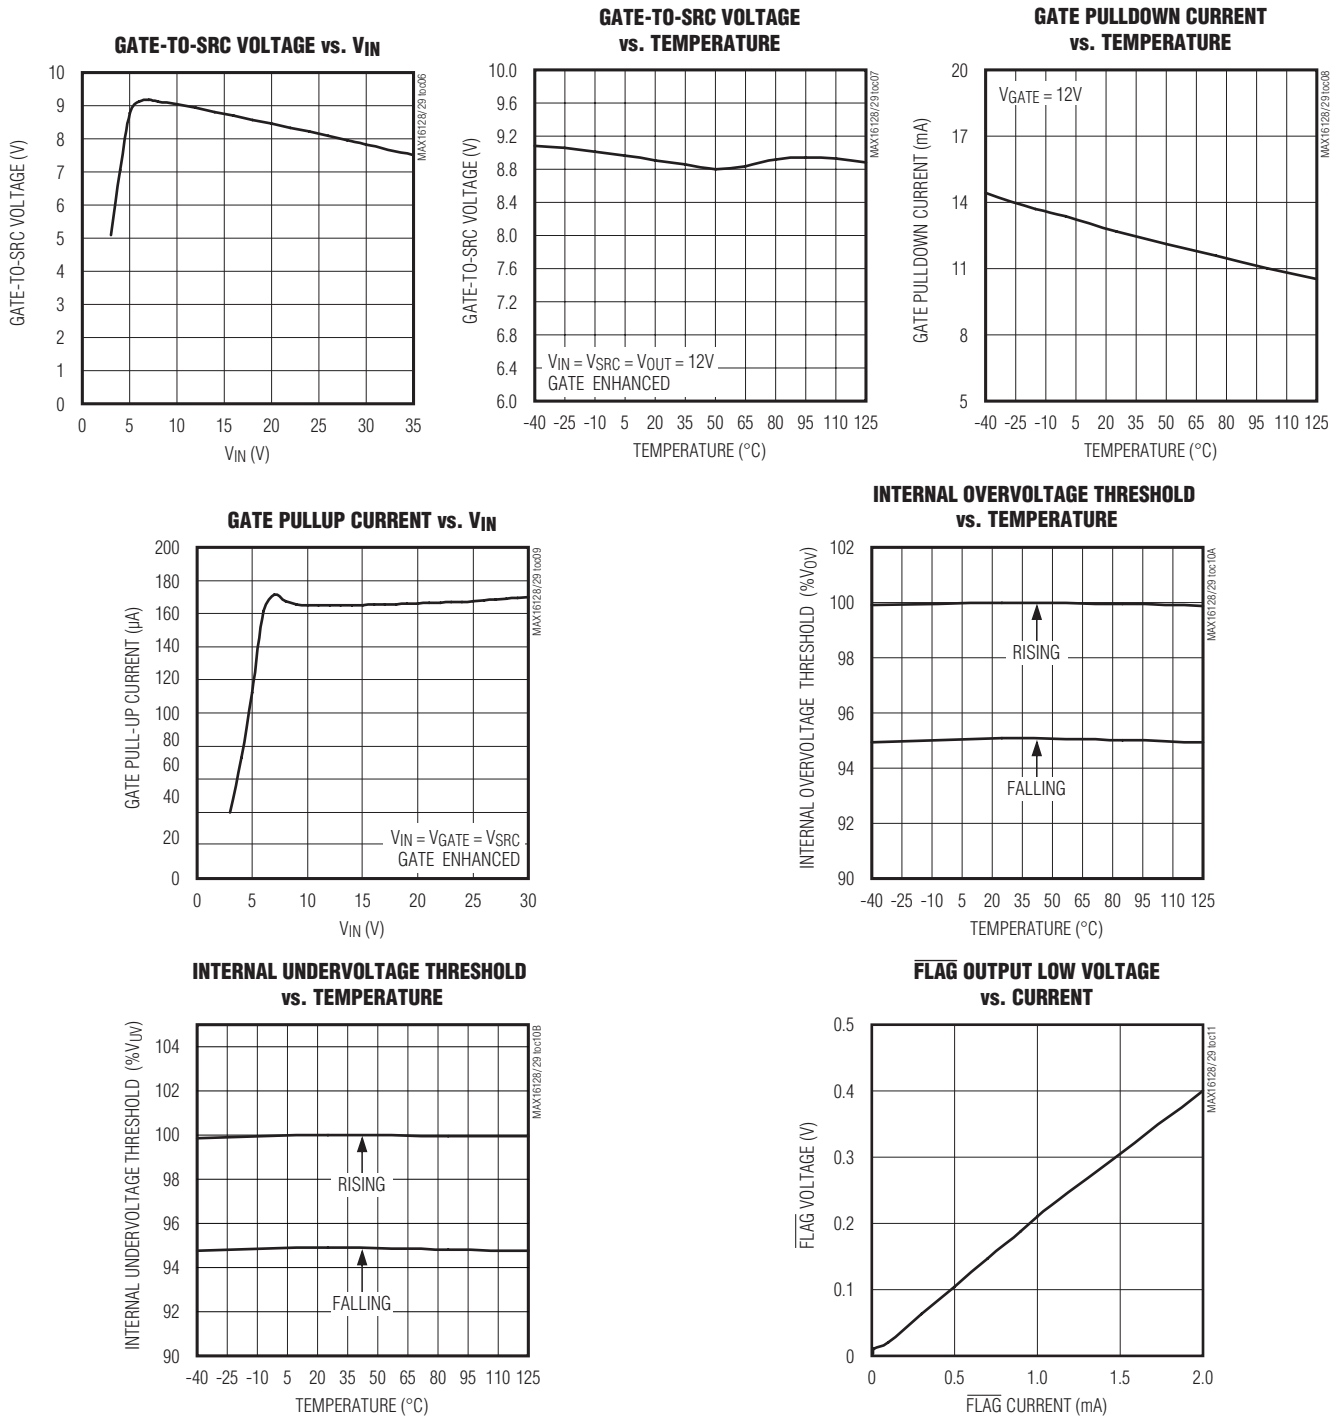 GATE-TO-SRC VOLTAGE vs. VIN
10
9
8
7
6
5
4
3
2
1
0
GATE-TO-SRC VOLTAGE (V)
0 5 10 15 20 25 30 35
VIN (V)
MAX16128/29 toc06
GATE-TO-SRC VOLTAGE
vs. TEMPERATURE
10.0
9.6
9.2
8.8
8.4
8.0
7.6
7.2
6.8
6.4
6.0
GATE-TO-SRC VOLTAGE (V)
VIN = VSRC = VOUT = 12V
GATE ENHANCED
-40 -25 -10 5 20 35 50 65 80 95 110 125
TEMPERATURE (°C)
MAX16128/29 toc07
GATE PULLDOWN CURRENT
vs. TEMPERATURE
20
17
14
11
8
5
GATE PULLDOWN CURRENT (mA)
VGATE = 12V
-40 -25 -10 5 20 35 50 65 80 95 110 125
TEMPERATURE (°C)
MAX16128/29 toc08
GATE PULLUP CURRENT vs. VIN
200
180
160
140
120
100
80
60
40
20
0
GATE PULL-UP CURRENT (µA)
VIN = VGATE = VSRC
GATE ENHANCED
0 5 10 15 20 25 30
VIN (V)
MAX16128/29 toc09
INTERNAL OVERVOLTAGE THRESHOLD
vs. TEMPERATURE
102
100
98
96
94
92
90
INTERNAL OVERVOLTAGE THRESHOLD (%VOV)
RISING
FALLING
-40 -25 -10 5 20 35 50 65 80 95 110 125
TEMPERATURE (°C)
MAX16128/29 toc10A
INTERNAL UNDERVOLTAGE THRESHOLD
vs. TEMPERATURE
104
102
100
98
96
94
92
90
INTERNAL UNDERVOLTAGE THRESHOLD (%VUV)
RISING
FALLING
-40 -25 -10 5 20 35 50 65 80 95 110 125
TEMPERATURE (°C)
MAX16128/29 toc10B
FLAG OUTPUT LOW VOLTAGE
vs. CURRENT
0.5
0.4
0.3
0.2
0.1
0
FLAG VOLTAGE (V)
0 0.5 1.0 1.5 2.0
FLAG CURRENT (mA)
MAX16128/29 toc11